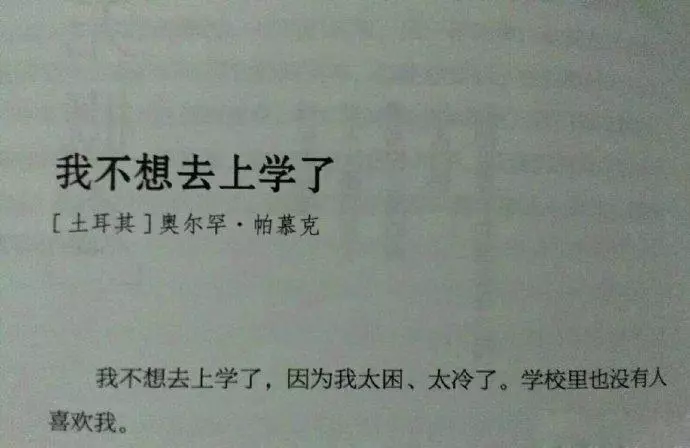 我不想去上学了
[土耳其]奥尔罕·帕慕克
我不想去上学了，因为我太困、太冷了。学校里也没有人
喜欢我。